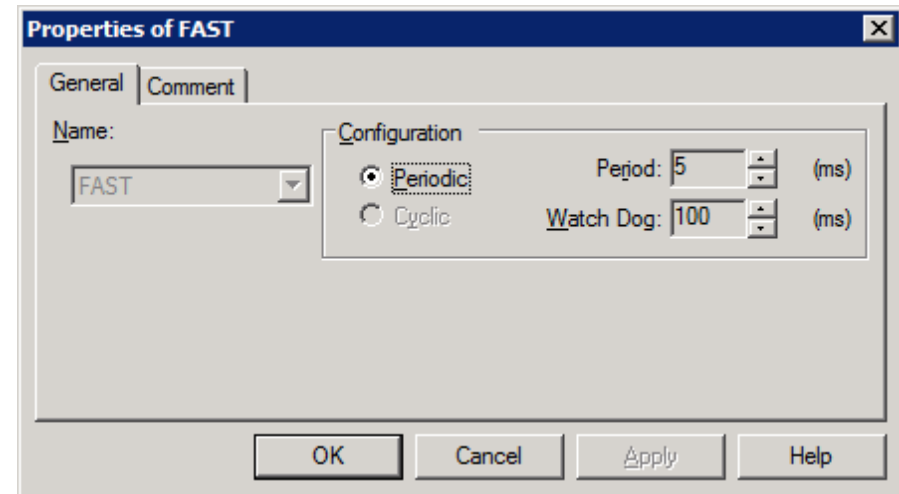 Properties of FAST
General Comment
Name:
FAST
Configuration
Periodic
Cyclic
Period: 5 (ms)
Watch Dog: 100 (ms)
OK Cancel Apply Help